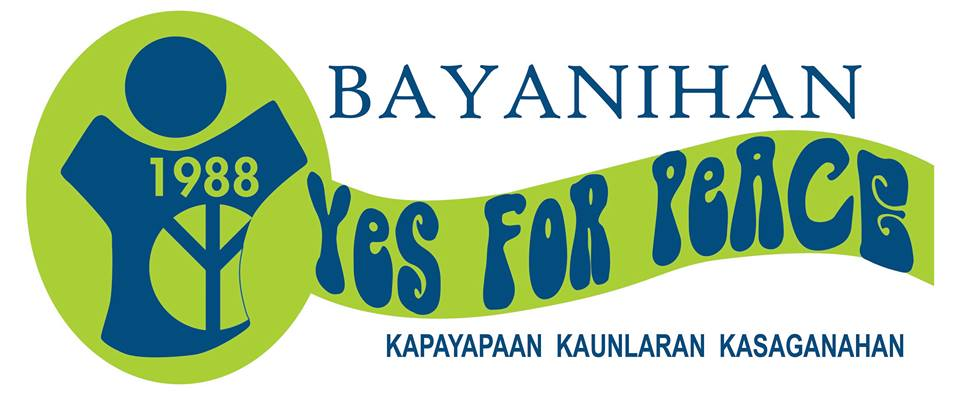 BAYANIHAN
1988
YeS FOR PeACE
KAPAYAPAAN KAUNLARAN KASAGANAHAN